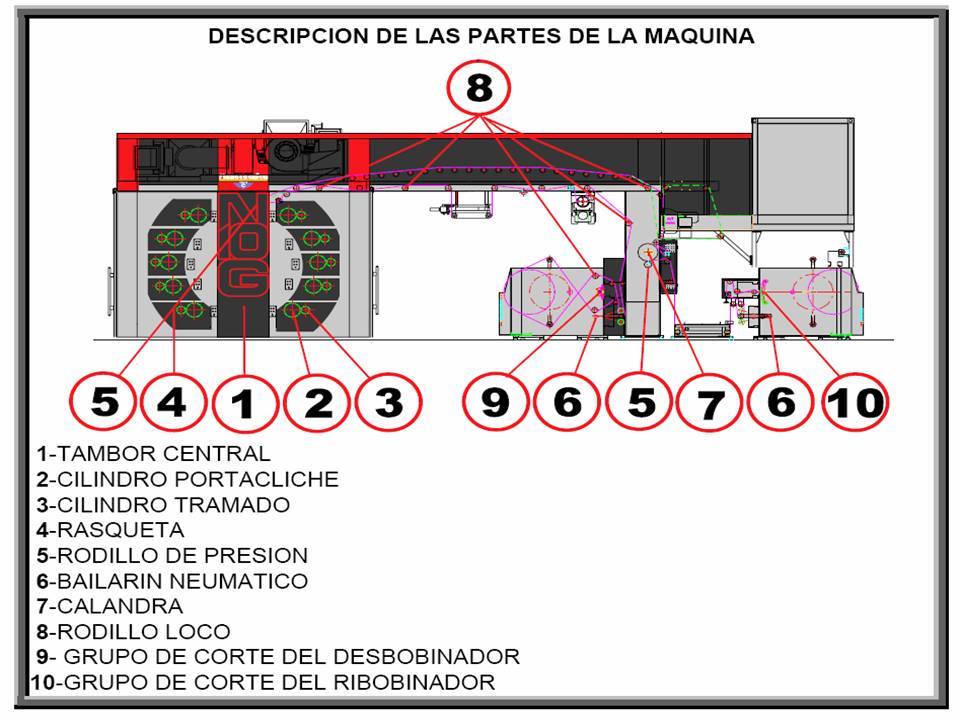 DESCRIPCION DE LAS PARTES DE LA MAQUINA
8
NOG
5 4 1 2 3 9 6 5 7 6 10
1-TAMBOR CENTRAL
2-CILINDRO PORTACLICHE
3-CILINDRO TRAMADO
4-RASQUETA
5-RODILLO DE PRESION
6-BAILARIN NEUMATICO
7-CALANDRA
8-RODILLO LOCO
9- GRUPO DE CORTE DEL DESBOBINADOR
10-GRUPO DE CORTE DEL RIBOBINADOR